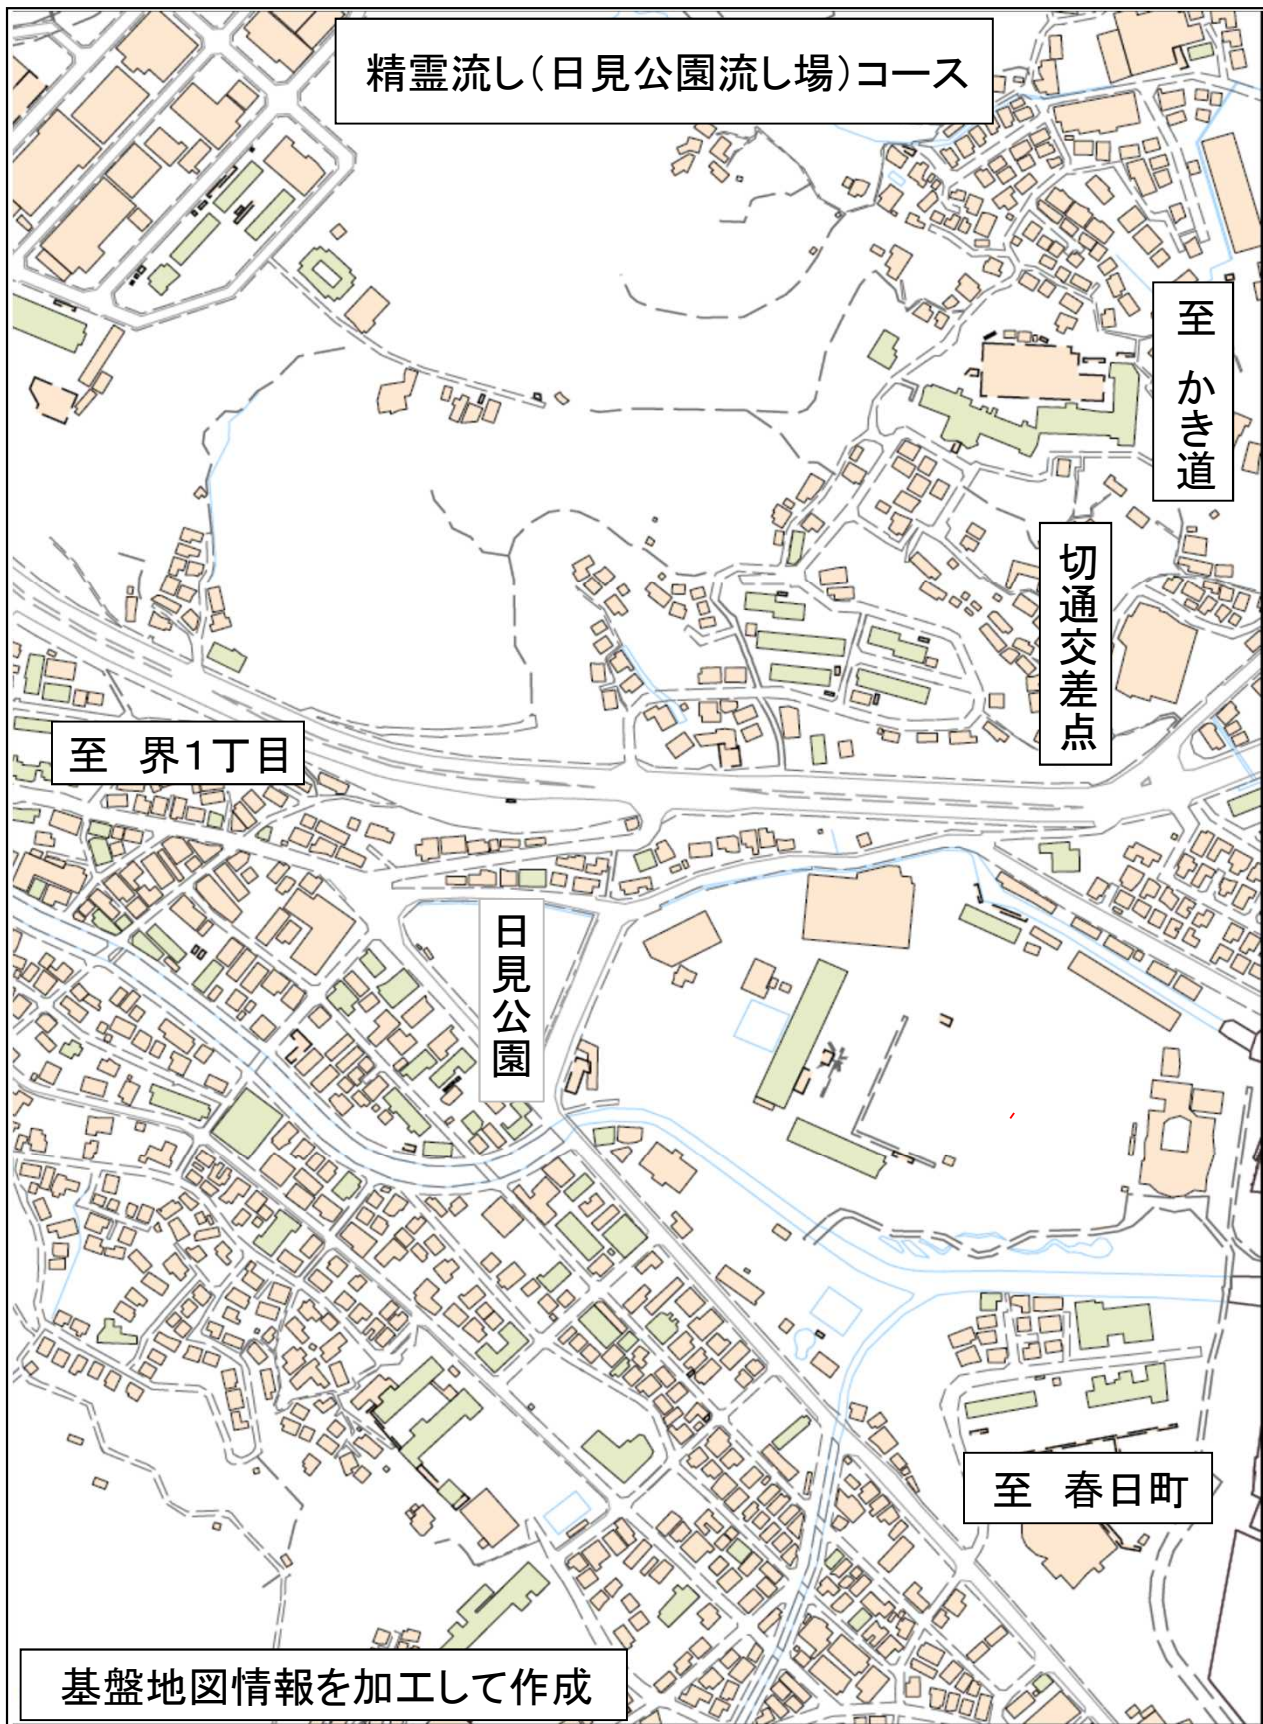 精霊流し（日見公園流し場）コース
至　かき道
切通交差点
至　界1丁目
日見公園
至　春日町
基盤地図情報を加工して作成